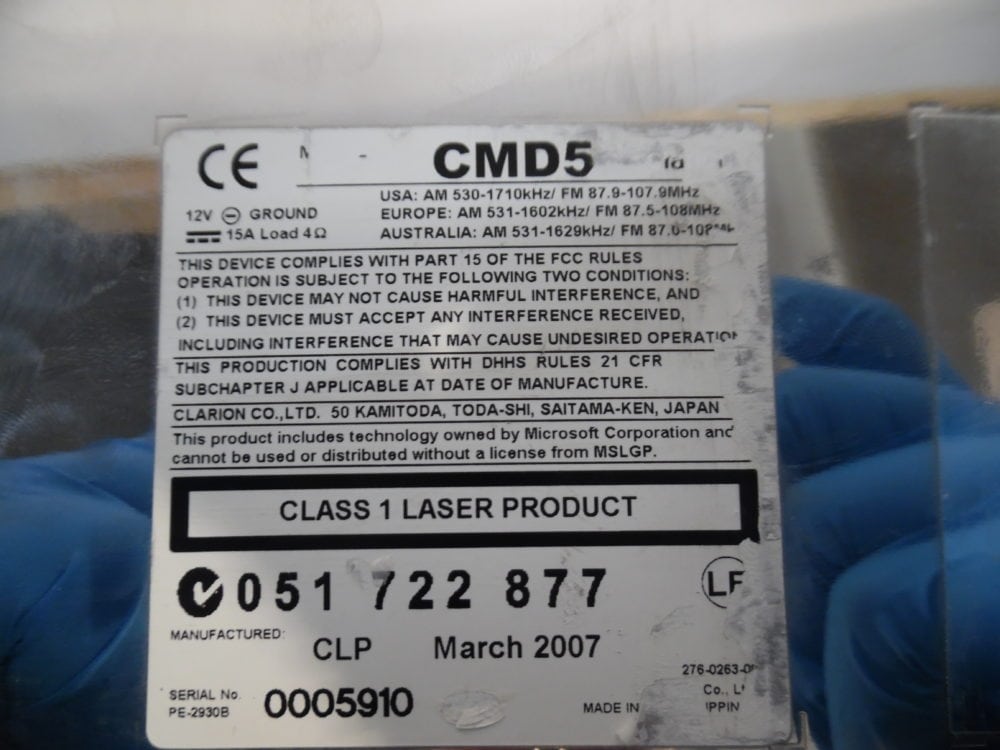 CE CMD5
USA: AM 530-1710kHz/ FM 87.9-107.9MHz
12V ⊖ GROUND EUROPE: AM 531-1602kHz/ FM 87.5-108MHz
15A Load 4Ω AUSTRALIA: AM 531-1629kHz/ FM
THIS DEVICE COMPLIES WITH PART 15 OF THE FCC RULES
OPERATION IS SUBJECT TO THE FOLLOWING TWO CONDITIONS:
(1) THIS DEVICE MAY NOT CAUSE HARMFUL INTERFERENCE, AND
(2) THIS DEVICE MUST ACCEPT ANY INTERFERENCE RECEIVED,
INCLUDING INTERFERENCE THAT MAY CAUSE UNDESIRED OPERATION
THIS PRODUCTION COMPLIES WITH DHHS RULES 21 CFR
SUBCHAPTER J APPLICABLE AT DATE OF MANUFACTURE.
CLARION CO.,LTD. 50 KAMITODA, TODA-SHI, SAITAMA-KEN, JAPAN
This product includes technology owned by Microsoft Corporation and
cannot be used or distributed without a license from MSLGP.
CLASS 1 LASER PRODUCT
051 722 877 LF
MANUFACTURED:
CLP March 2007
276-0263-
SERIAL No. 0005910 Co.,
PE-2930B MADE IN